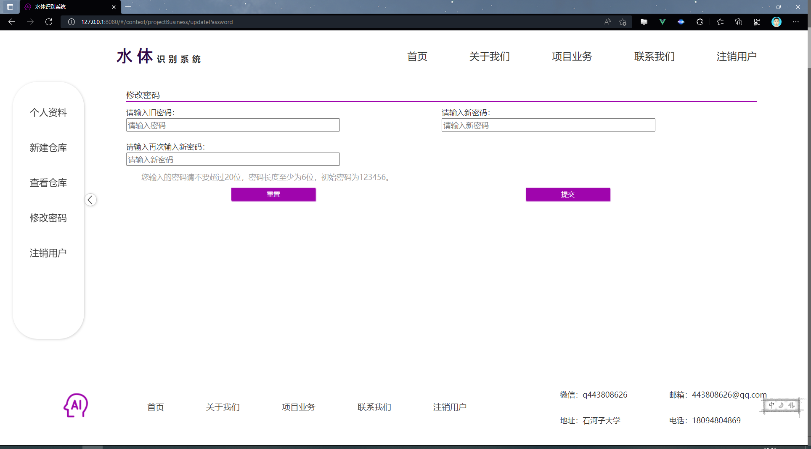 水体识别系统
127.0.0.1:8080/#/context/projectBusiness/updatePassword
水体识别系统
首页 关于我们 项目业务 联系我们 注销用户
个人资料
新建仓库
查看仓库
修改密码
注销用户
修改密码
请输入旧密码：
请输入密码
请输入新密码：
请输入新密码
请输入再次输入新密码：
请输入新密码
您输入的密码请不要超过20位，密码长度至少为6位，初始密码为123456。
重置
提交
AI
首页 关于我们 项目业务 联系我们 注销用户
微信：q443808626
邮箱：443808626@qq.com
地址：石河子大学
电话：18094804869